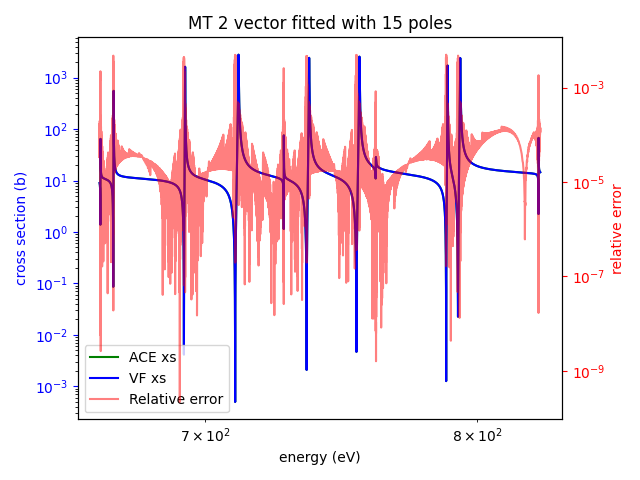 MT 2 vector fitted with 15 poles
cross section (b)
10³
10²
10¹
10⁰
10⁻¹
10⁻²
10⁻³
10⁻³
10⁻⁵
10⁻⁷
10⁻⁹
relative error
ACE xs
VF xs
Relative error
7 × 10² 8 × 10²
energy (eV)